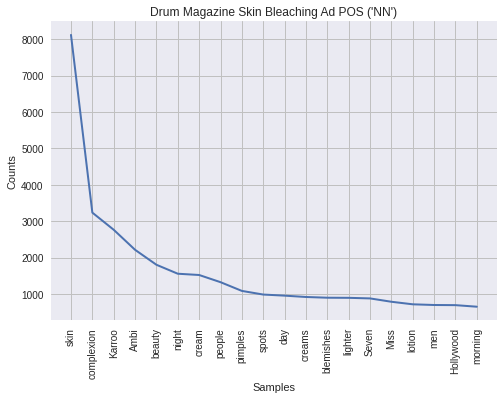 Drum Magazine Skin Bleaching Ad POS ('NN')
8000
7000
6000
5000
4000
3000
2000
1000
Counts
skin
complexion
Karroo
Ambi
beauty
night
cream
people
pimples
spots
day
creams
blemishes
lighter
Seven
Miss
lotion
men
Hollywood
morning
Samples